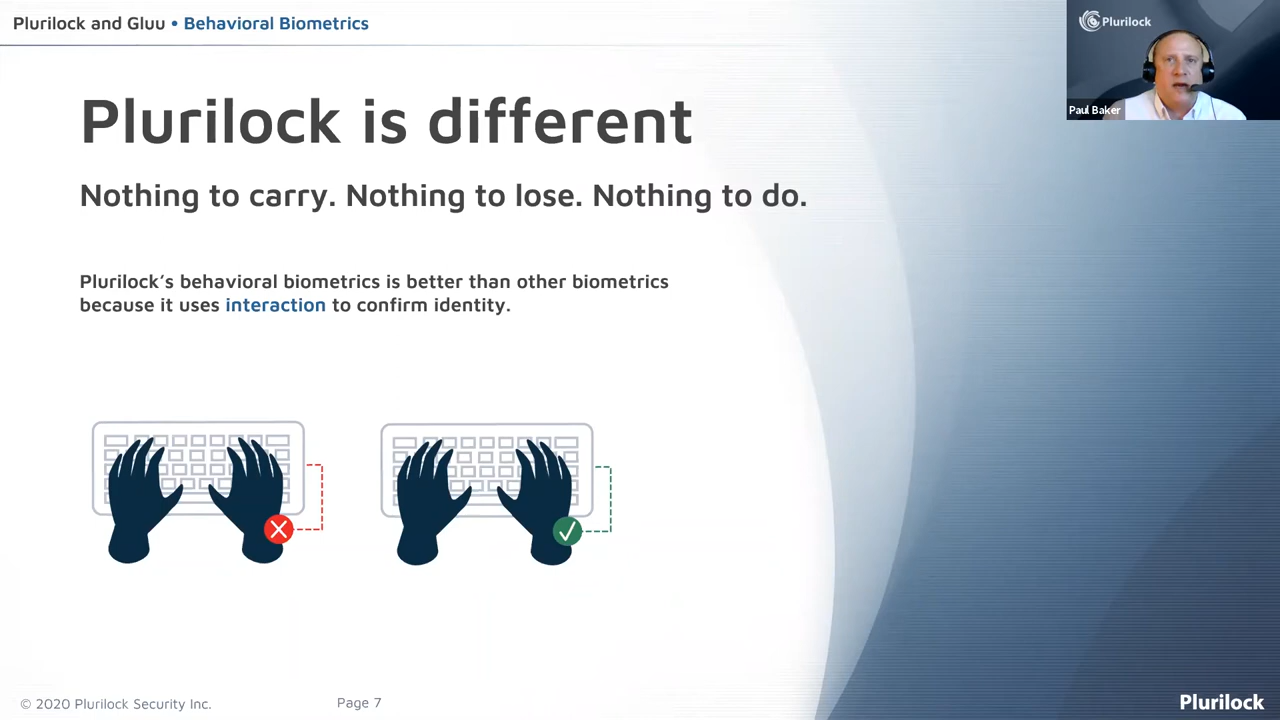 Plurilock and Gluu • Behavioral Biometrics
Plurilock
Paul Baker
Plurilock is different
Nothing to carry. Nothing to lose. Nothing to do.
Plurilock’s behavioral biometrics is better than other biometrics
because it uses interaction to confirm identity.
© 2020 Plurilock Security Inc.
Page 7
Plurilock